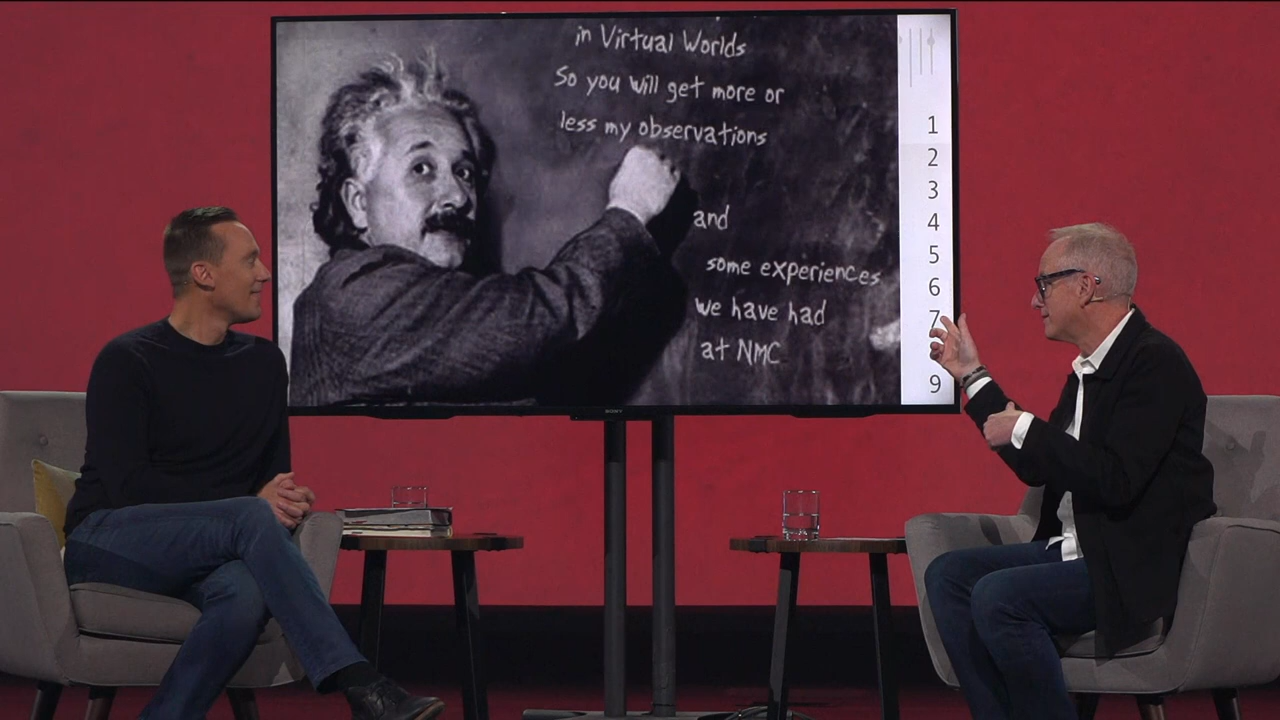 in Virtual Worlds
So you will get more or
less my observations
and
some experiences
we have had
at NMC
1
2
3
4
5
6
7
9
SONY